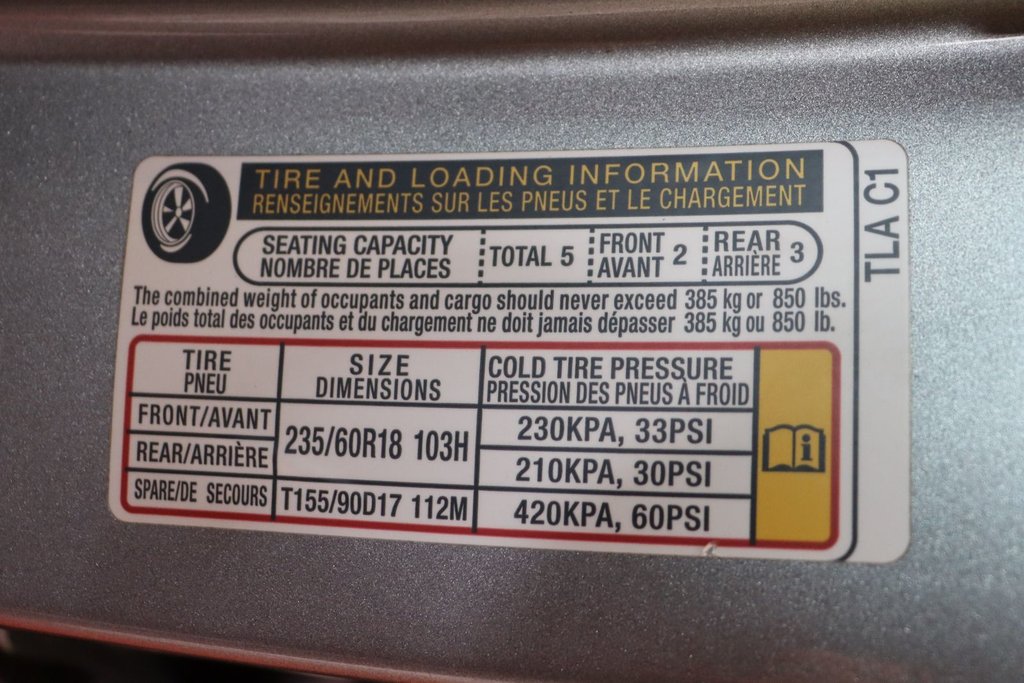 TIRE AND LOADING INFORMATION
RENSEIGNEMENTS SUR LES PNEUS ET LE CHARGEMENT
SEATING CAPACITY
NOMBRE DE PLACES
TOTAL 5
FRONT
AVANT 2
REAR
ARRIÈRE 3
The combined weight of occupants and cargo should never exceed 385 kg or 850 lbs.
Le poids total des occupants et du chargement ne doit jamais dépasser 385 kg ou 850 lb.
TIRE
PNEU
SIZE
DIMENSIONS
COLD TIRE PRESSURE
PRESSION DES PNEUS À FROID
FRONT/AVANT
REAR/ARRIÈRE
235/60R18 103H
230KPA, 33PSI
210KPA, 30PSI
SPARE/DE SECOURS
T155/90D17 112M
420KPA, 60PSI
TLA C1